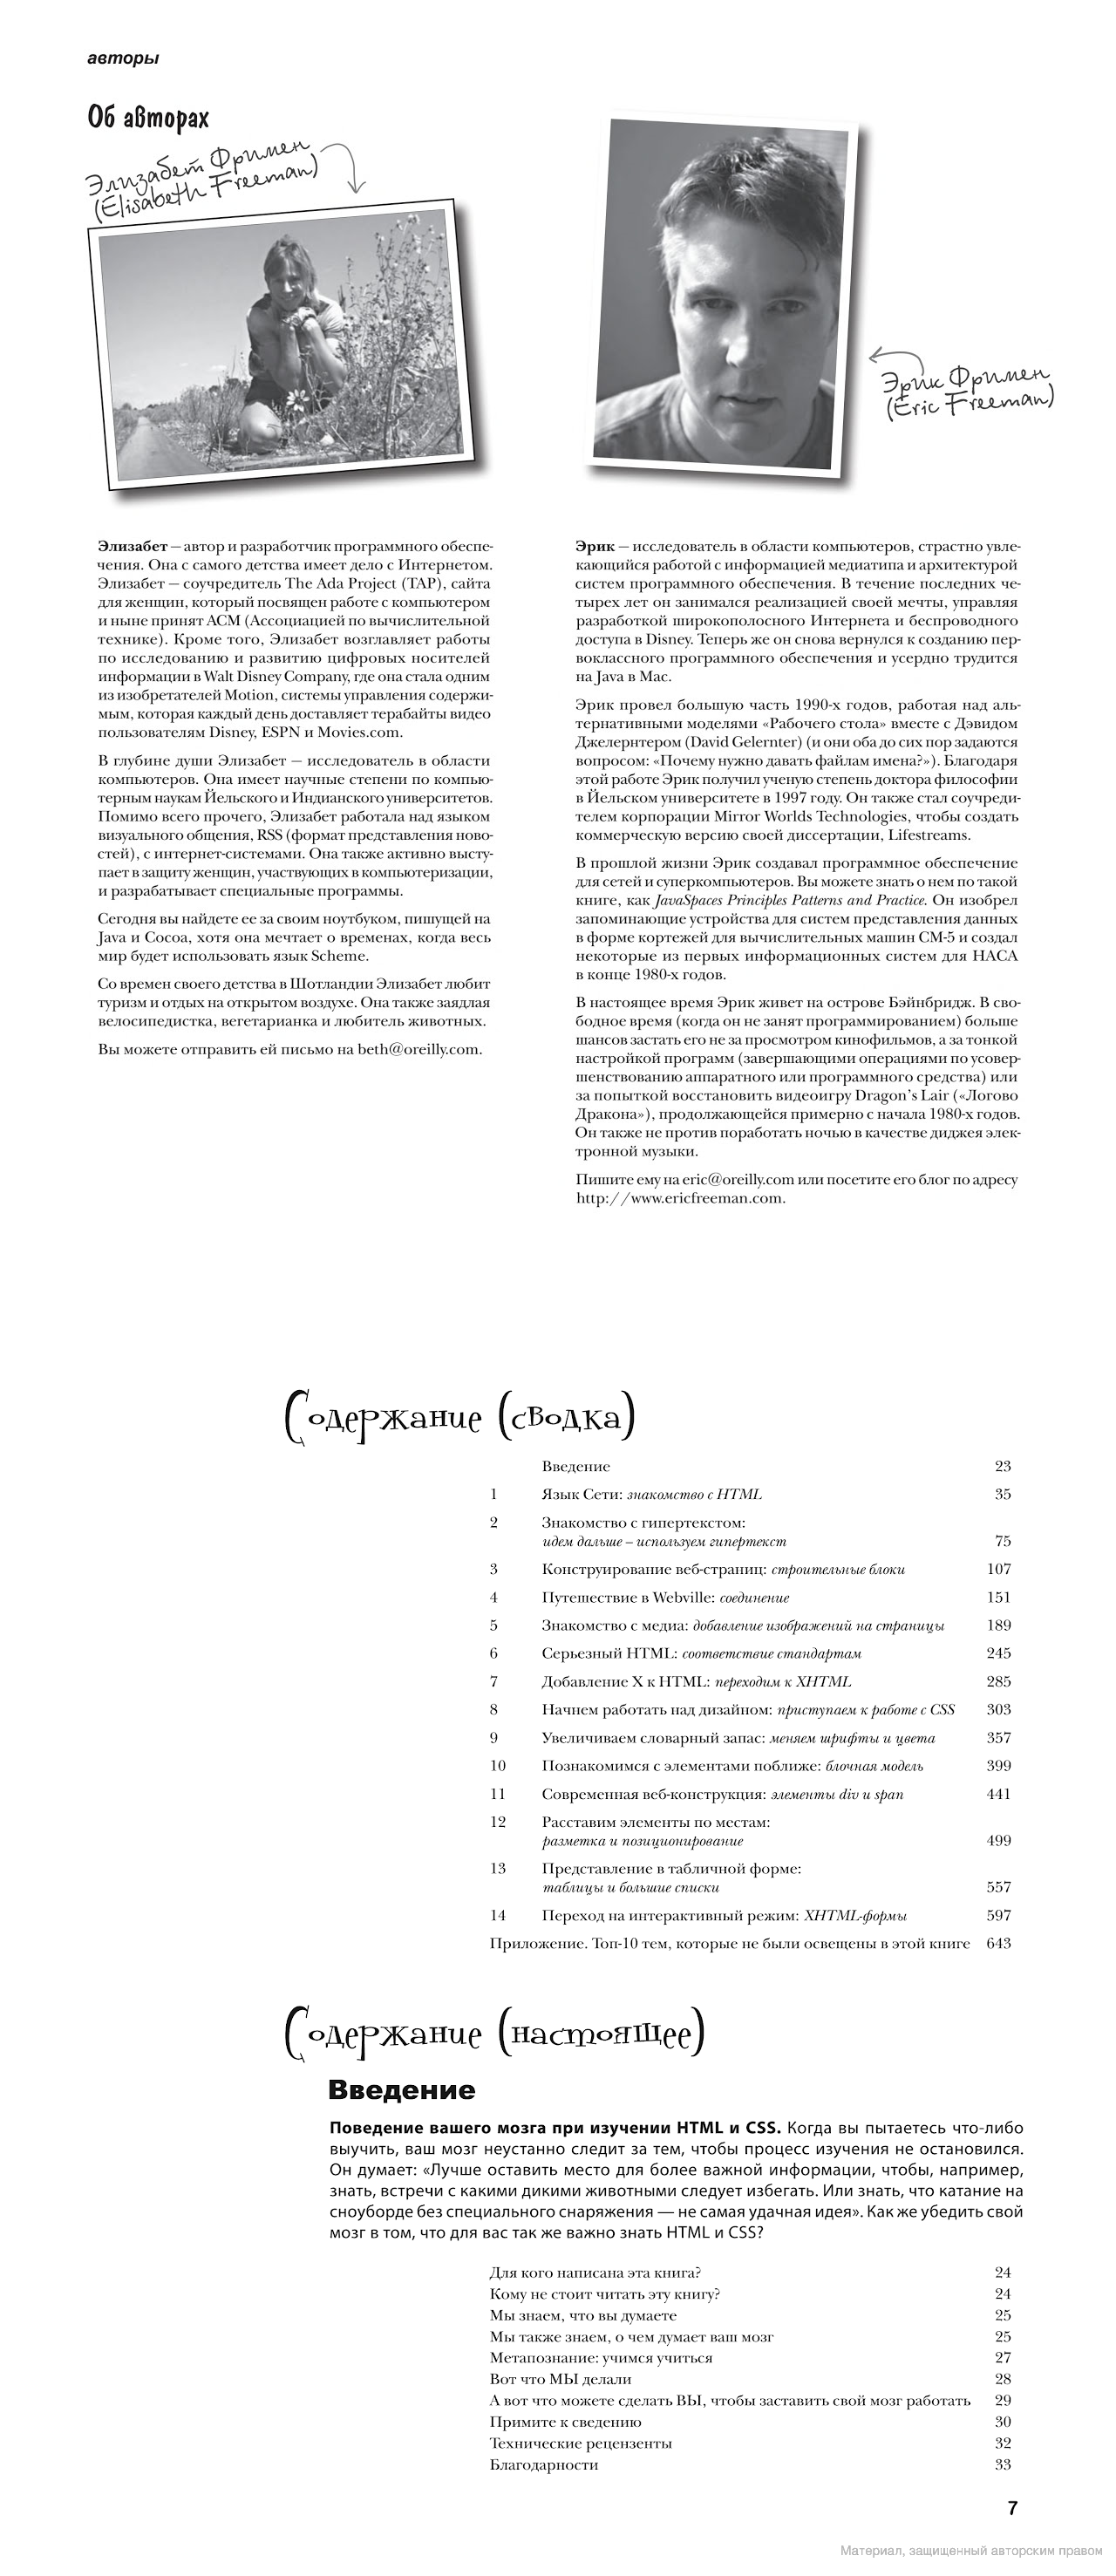 авторы
Об авторах
Элизабет Фримен
(Elisabeth Freeman)
Эрик Фримен
(Eric Freeman)
Элизабет — автор и разработчик программного обеспе-
чения. Она с самого детства имеет дело с Интернетом.
Элизабет — соучредитель The Ada Project (TAP), сайта
для женщин, который посвящен работе с компьютером
и ныне принят ACM (Ассоциацией по вычислительной
технике). Кроме того, Элизабет возглавляет работы
по исследованию и развитию цифровых носителей
информации в Walt Disney Company, где она стала одним
из изобретателей Motion, системы управления содержи-
мым, которая каждый день доставляет терабайты видео
пользователям Disney, ESPN и Movies.com.
В глубине души Элизабет — исследователь в области
компьютеров. Она имеет научные степени по компью-
терным наукам Йельского и Индианского университетов.
Помимо всего прочего, Элизабет работала над языком
визуального общения, RSS (формат представления ново-
стей), с интернет-системами. Она также активно высту-
пает в защиту женщин, участвующих в компьютеризации,
и разрабатывает специальные программы.
Сегодня вы найдете ее за своим ноутбуком, пишущей на
Java и Cocoa, хотя она мечтает о временах, когда весь
мир будет использовать язык Scheme.
Со времен своего детства в Шотландии Элизабет любит
туризм и отдых на открытом воздухе. Она также заядлая
велосипедистка, вегетарианка и любитель животных.
Вы можете отправить ей письмо на beth@oreilly.com.
Эрик — исследователь в области компьютеров, страстно увле-
кающийся работой с информацией медиатипа и архитектурой
систем программного обеспечения. В течение последних че-
тырех лет он занимался реализацией своей мечты, управляя
разработкой широкополосного Интернета и беспроводного
доступа в Disney. Теперь же он снова вернулся к созданию пер-
воклассного программного обеспечения и усердно трудится
на Java в Mac.
Эрик провел большую часть 1990-х годов, работая над аль-
тернативными моделями «Рабочего стола» вместе с Дэвидом
Джелернтером (David Gelernter) (и они оба до сих пор задаются
вопросом: «Почему нужно давать файлам имена?»). Благодаря
этой работе Эрик получил ученую степень доктора философии
в Йельском университете в 1997 году. Он также стал соучреди-
телем корпорации Mirror Worlds Technologies, чтобы создать
коммерческую версию своей диссертации, Lifestreams.
В прошлой жизни Эрик создавал программное обеспечение
для сетей и суперкомпьютеров. Вы можете знать о нем по такой
книге, как JavaSpaces Principles Patterns and Practice. Он изобрел
запоминающие устройства для систем представления данных
в форме кортежей для вычислительных машин CM-5 и создал
некоторые из первых информационных систем для НАСА
в конце 1980-х годов.
В настоящее время Эрик живет на острове Бэйнбридж. В сво-
бодное время (когда он не занят программированием) больше
шансов застать его не за просмотром кинофильмов, а за тонкой
настройкой программ (завершающими операциями по усовер-
шенствованию аппаратного или программного средства) или
за попыткой восстановить видеоигру Dragon's Lair («Логово
Дракона»), продолжающейся примерно с начала 1980-х годов.
Он также не против поработать ночью в качестве диджея элек-
тронной музыки.
Пишите ему на eric@oreilly.com или посетите его блог по адресу
http://www.ericfreeman.com.
Содержание (сводка)
Введение 23
1 Язык Сети: знакомство с HTML 35
2 Знакомство с гипертекстом:
идем дальше – используем гипертекст 75
3 Конструирование веб-страниц: строительные блоки 107
4 Путешествие в Webville: соединение 151
5 Знакомство с медиа: добавление изображений на страницы 189
6 Серьезный HTML: соответствие стандартам 245
7 Добавление X к HTML: переходим к XHTML 285
8 Начнем работать над дизайном: приступаем к работе с CSS 303
9 Увеличиваем словарный запас: меняем шрифты и цвета 357
10 Познакомимся с элементами поближе: блочная модель 399
11 Современная веб-конструкция: элементы div и span 441
12 Расставим элементы по местам:
разметка и позиционирование 499
13 Представление в табличной форме:
таблицы и большие списки 557
14 Переход на интерактивный режим: XHTML-формы 597
Приложение. Топ-10 тем, которые не были освещены в этой книге 643
Содержание (настоящее)
Введение
Поведение вашего мозга при изучении HTML и CSS. Когда вы пытаетесь что-либо
выучить, ваш мозг неустанно следит за тем, чтобы процесс изучения не остановился.
Он думает: «Лучше оставить место для более важной информации, чтобы, например,
знать, встречи с какими дикими животными следует избегать. Или знать, что катание на
сноуборде без специального снаряжения — не самая удачная идея». Как же убедить свой
мозг в том, что для вас так же важно знать HTML и CSS?
Для кого написана эта книга? 24
Кому не стоит читать эту книгу? 24
Мы знаем, что вы думаете 25
Мы также знаем, о чем думает ваш мозг 25
Метапознание: учимся учиться 27
Вот что МЫ делали 28
А вот что можете сделать ВЫ, чтобы заставить свой мозг работать 29
Примите к сведению 30
Технические рецензенты 32
Благодарности 33
7
Материал, защищенный авторским правом